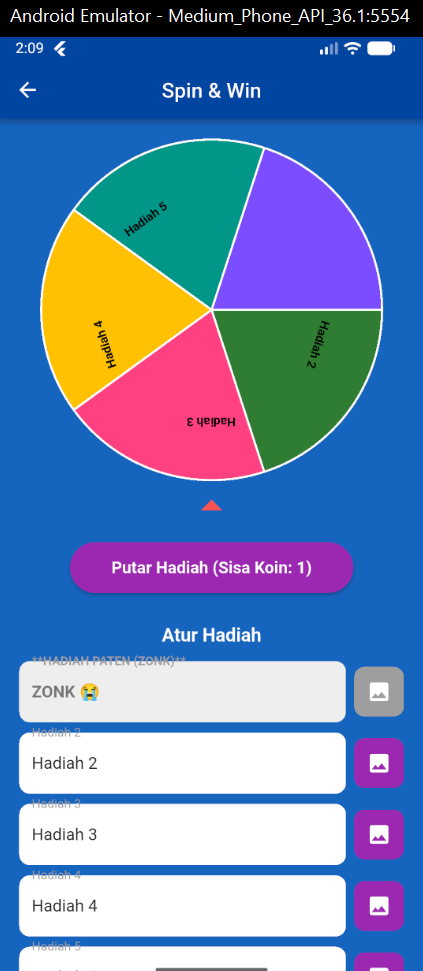 Android Emulator - Medium_Phone_API_36.1:5554
2:09
Spin & Win
Hadiah 5
Hadiah 4
Hadiah 2
Hadiah 3
Putar Hadiah (Sisa Koin: 1)
Atur Hadiah
**HADIAH PATEN (ZONK)**
ZONK 😭
Hadiah 2
Hadiah 2
Hadiah 3
Hadiah 3
Hadiah 4
Hadiah 4
Hadiah 5